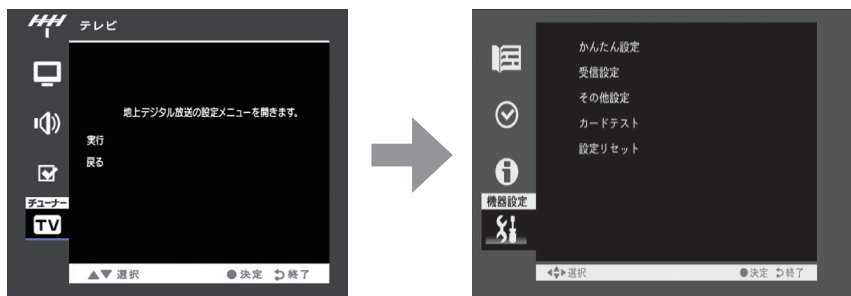 テレビ
地上デジタル放送の設定メニューを開きます。
実行
戻る
チューナー
TV
▲▼ 選択 ●決定 ⮌終了
かんたん設定
受信設定
その他設定
カードテスト
設定リセット
機器設定
選択 ●決定 ⮌終了